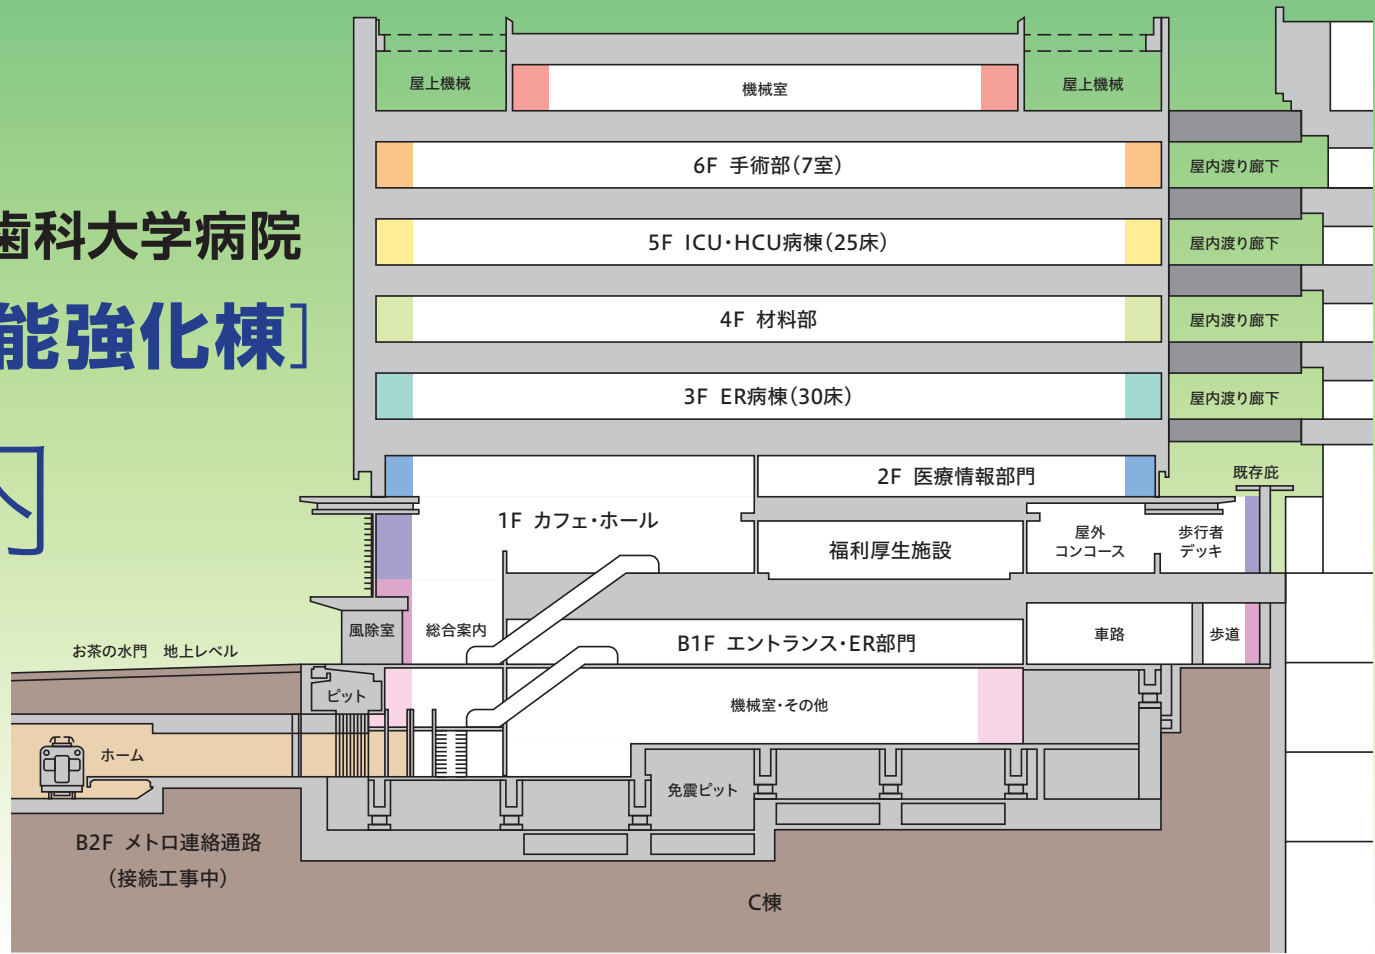 屋上機械
機械室
屋上機械
6F 手術部(7室)
屋内渡り廊下
歯科大学病院
5F ICU・HCU病棟(25床)
屋内渡り廊下
能強化棟]
4F 材料部
屋内渡り廊下
3F ER病棟(30床)
屋内渡り廊下
内
2F 医療情報部門
既存庇
1F カフェ・ホール
福利厚生施設
屋外
コンコース
歩行者
デッキ
風除室
総合案内
B1F エントランス・ER部門
車路
歩道
お茶の水門 地上レベル
ピット
機械室・その他
ホーム
免震ピット
B2F メトロ連絡通路
(接続工事中)
C棟